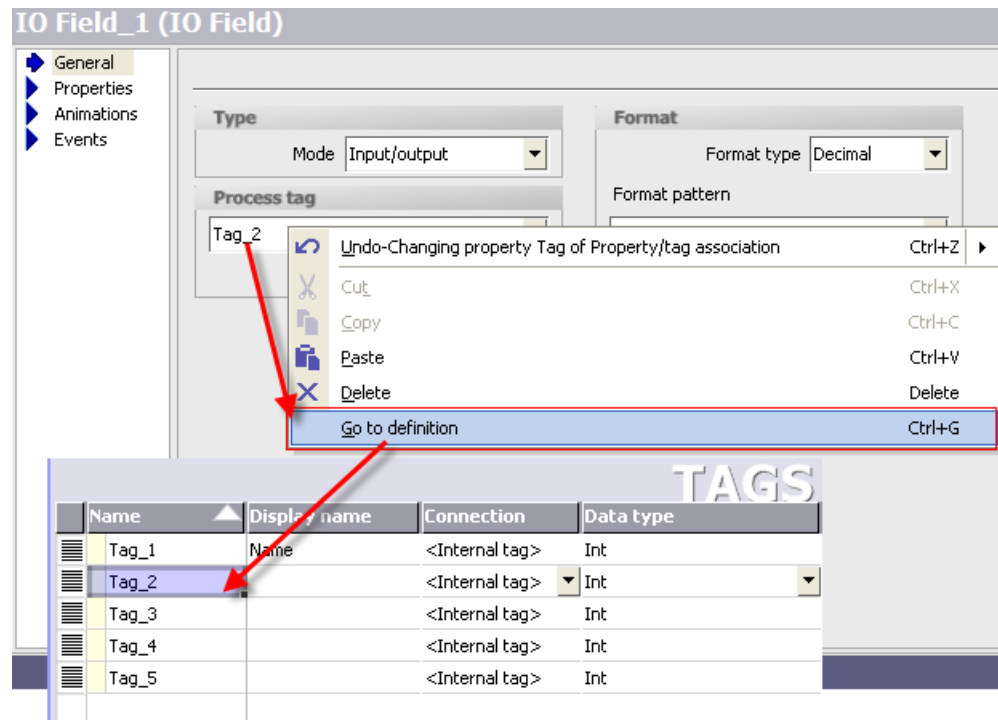 IO Field_1 (IO Field)
General
Properties
Animations
Events
Type
Mode Input/output
Process tag
Tag_2
Format
Format type Decimal
Format pattern
Undo-Changing property Tag of Property/tag association Ctrl+Z
Cut Ctrl+X
Copy Ctrl+C
Paste Ctrl+V
Delete Delete
Go to definition Ctrl+G
TAGS
Name Display name Connection Data type
Tag_1 Name <Internal tag> Int
Tag_2 <Internal tag> Int
Tag_3 <Internal tag> Int
Tag_4 <Internal tag> Int
Tag_5 <Internal tag> Int